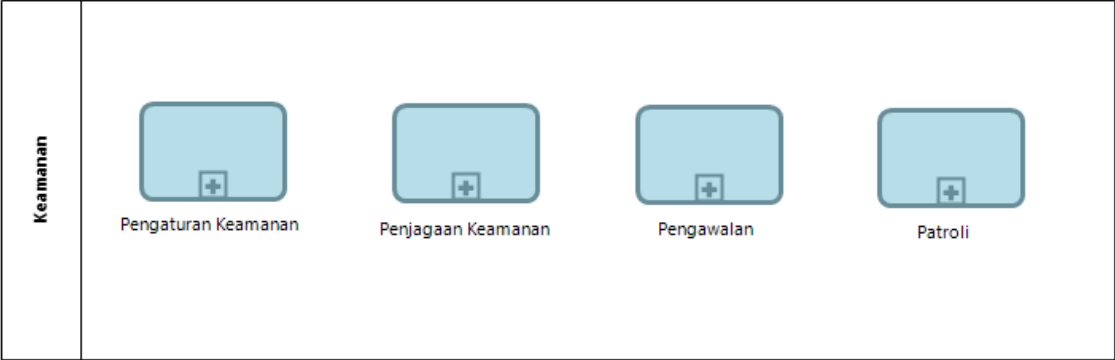 Keamanan
Pengaturan Keamanan
Penjagaan Keamanan
Pengawalan
Patroli